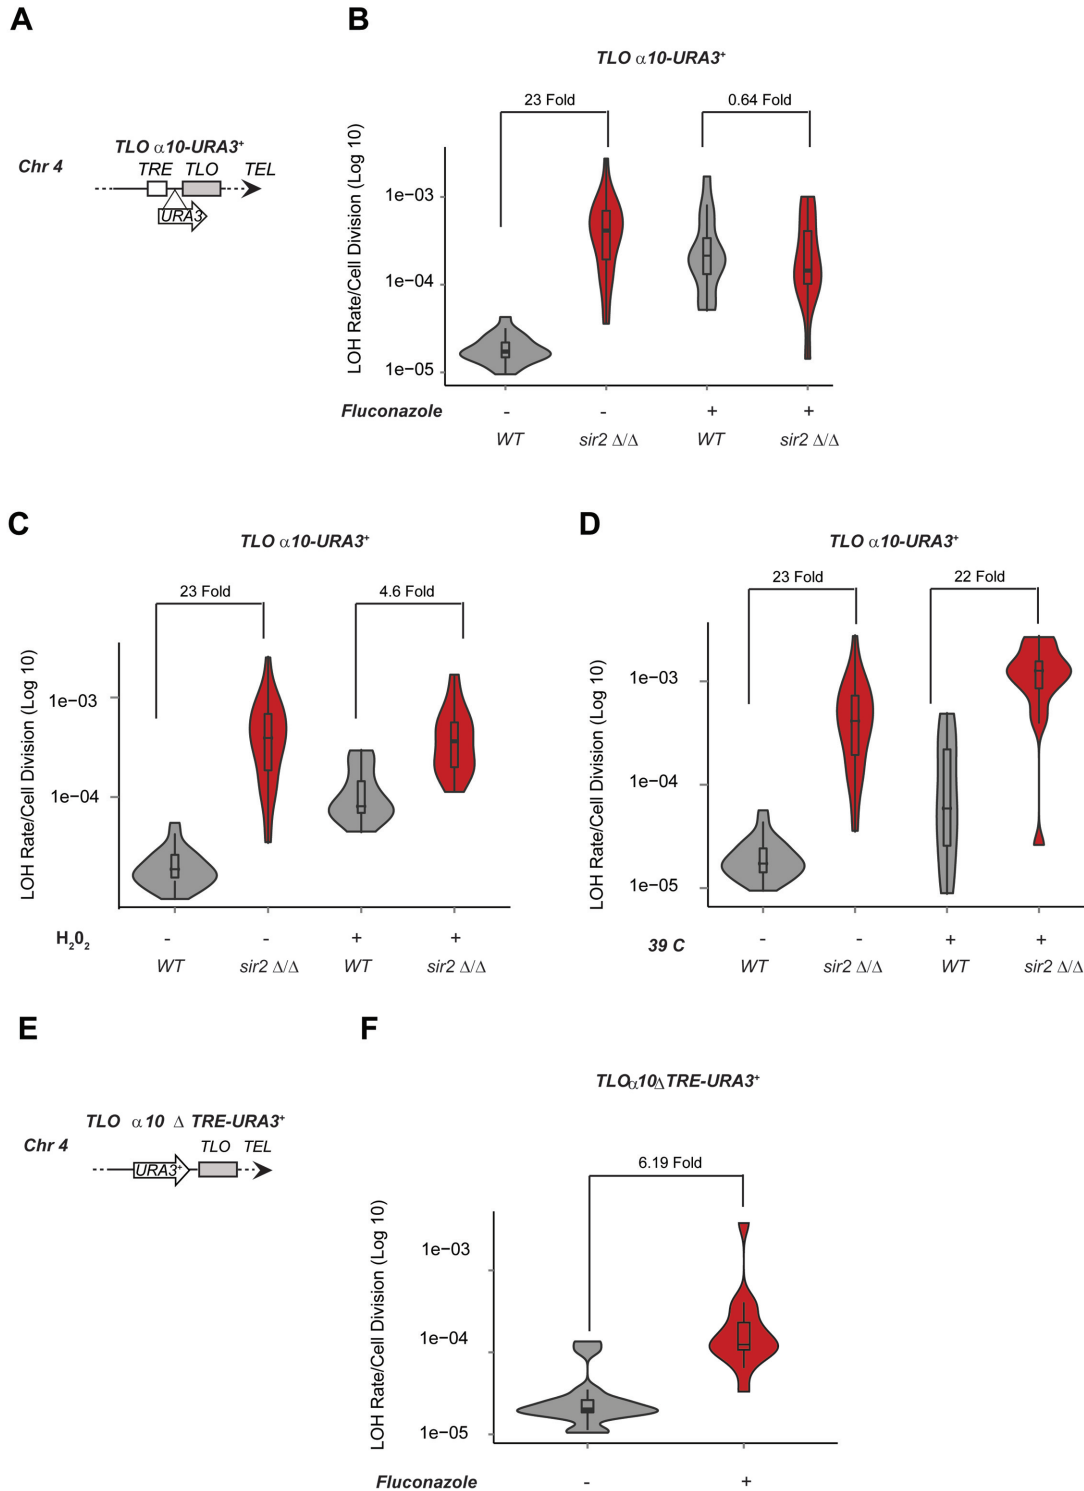 A
TLO α10-URA3+
Chr 4
TRE TLO TEL
URA3
B
TLO α10-URA3+
23 Fold 0.64 Fold
LOH Rate/Cell Division (Log 10)
1e−03
1e−04
1e−05
Fluconazole - - + +
WT sir2 Δ/Δ WT sir2 Δ/Δ
C
TLO α10-URA3+
23 Fold 4.6 Fold
LOH Rate/Cell Division (Log 10)
1e−03
1e−04
H202 - - + +
WT sir2 Δ/Δ WT sir2 Δ/Δ
D
TLO α10-URA3+
23 Fold 22 Fold
LOH Rate/Cell Division (Log 10)
1e−03
1e−04
1e−05
39 C - - + +
WT sir2 Δ/Δ WT sir2 Δ/Δ
E
TLO α10 Δ TRE-URA3+
Chr 4
TLO TEL
URA3+
F
TLOα10ΔTRE-URA3+
6.19 Fold
LOH Rate/Cell Division (Log 10)
1e−03
1e−04
1e−05
Fluconazole - +